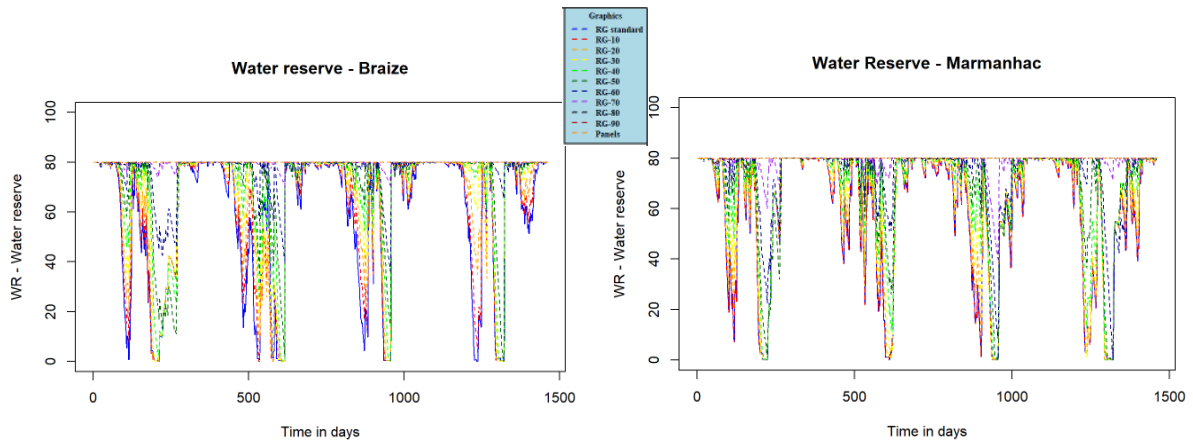 Water reserve - Braize
WR - Water reserve
100
80
60
40
20
0
0
500
1000
1500
Time in days
Graphics
RG standard
RG-10
RG-20
RG-30
RG-40
RG-50
RG-60
RG-70
RG-80
RG-90
Panels
Water Reserve - Marmanhac
WR - Water reserve
100
80
60
40
20
0
0
500
1000
1500
Time in days